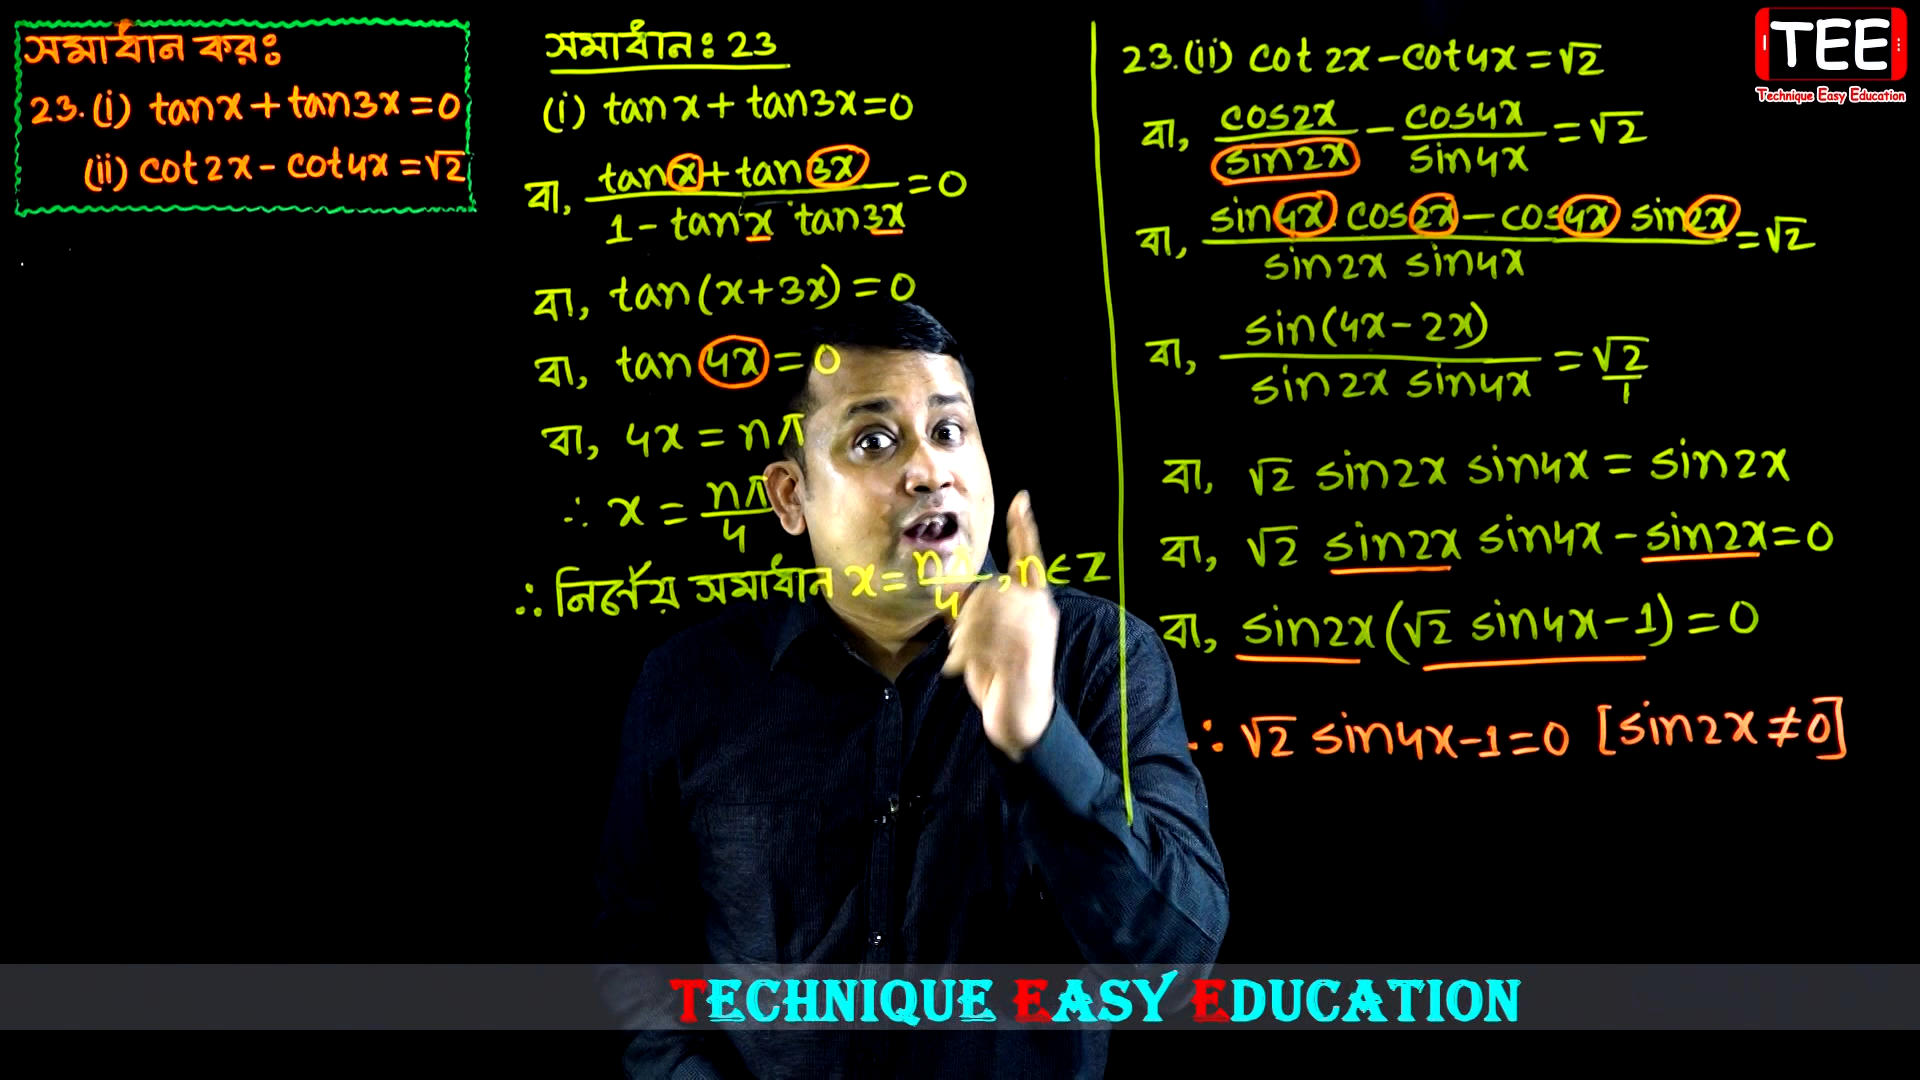 সমাধান করঃ
23. (i) tanx + tan3x = 0
(ii) cot2x - cot4x = √2
সমাধান: 23
(i) tanx + tan3x = 0
বা, (tanx + tan3x)/(1 - tanx tan3x) = 0
বা, tan(x+3x) = 0
বা, tan 4x = 0
বা, 4x = nπ
∴ x = nπ/4
∴ নির্ণেয় সমাধান x = nπ/4, n∈Z
23. (ii) cot 2x - cot4x = √2
বা, cos2x/sin2x - cos4x/sin4x = √2
বা, (sin4x cos2x - cos4x sin2x)/(sin2x sin4x) = √2
বা, sin(4x-2x)/(sin2x sin4x) = √2/1
বা, √2 sin2x sin4x = sin2x
বা, √2 sin2x sin4x - sin2x = 0
বা, sin2x(√2 sin4x - 1) = 0
∴ √2 sin4x - 1 = 0 [sin2x ≠ 0]
TEE
Technique Easy Education
TECHNIQUE EASY EDUCATION